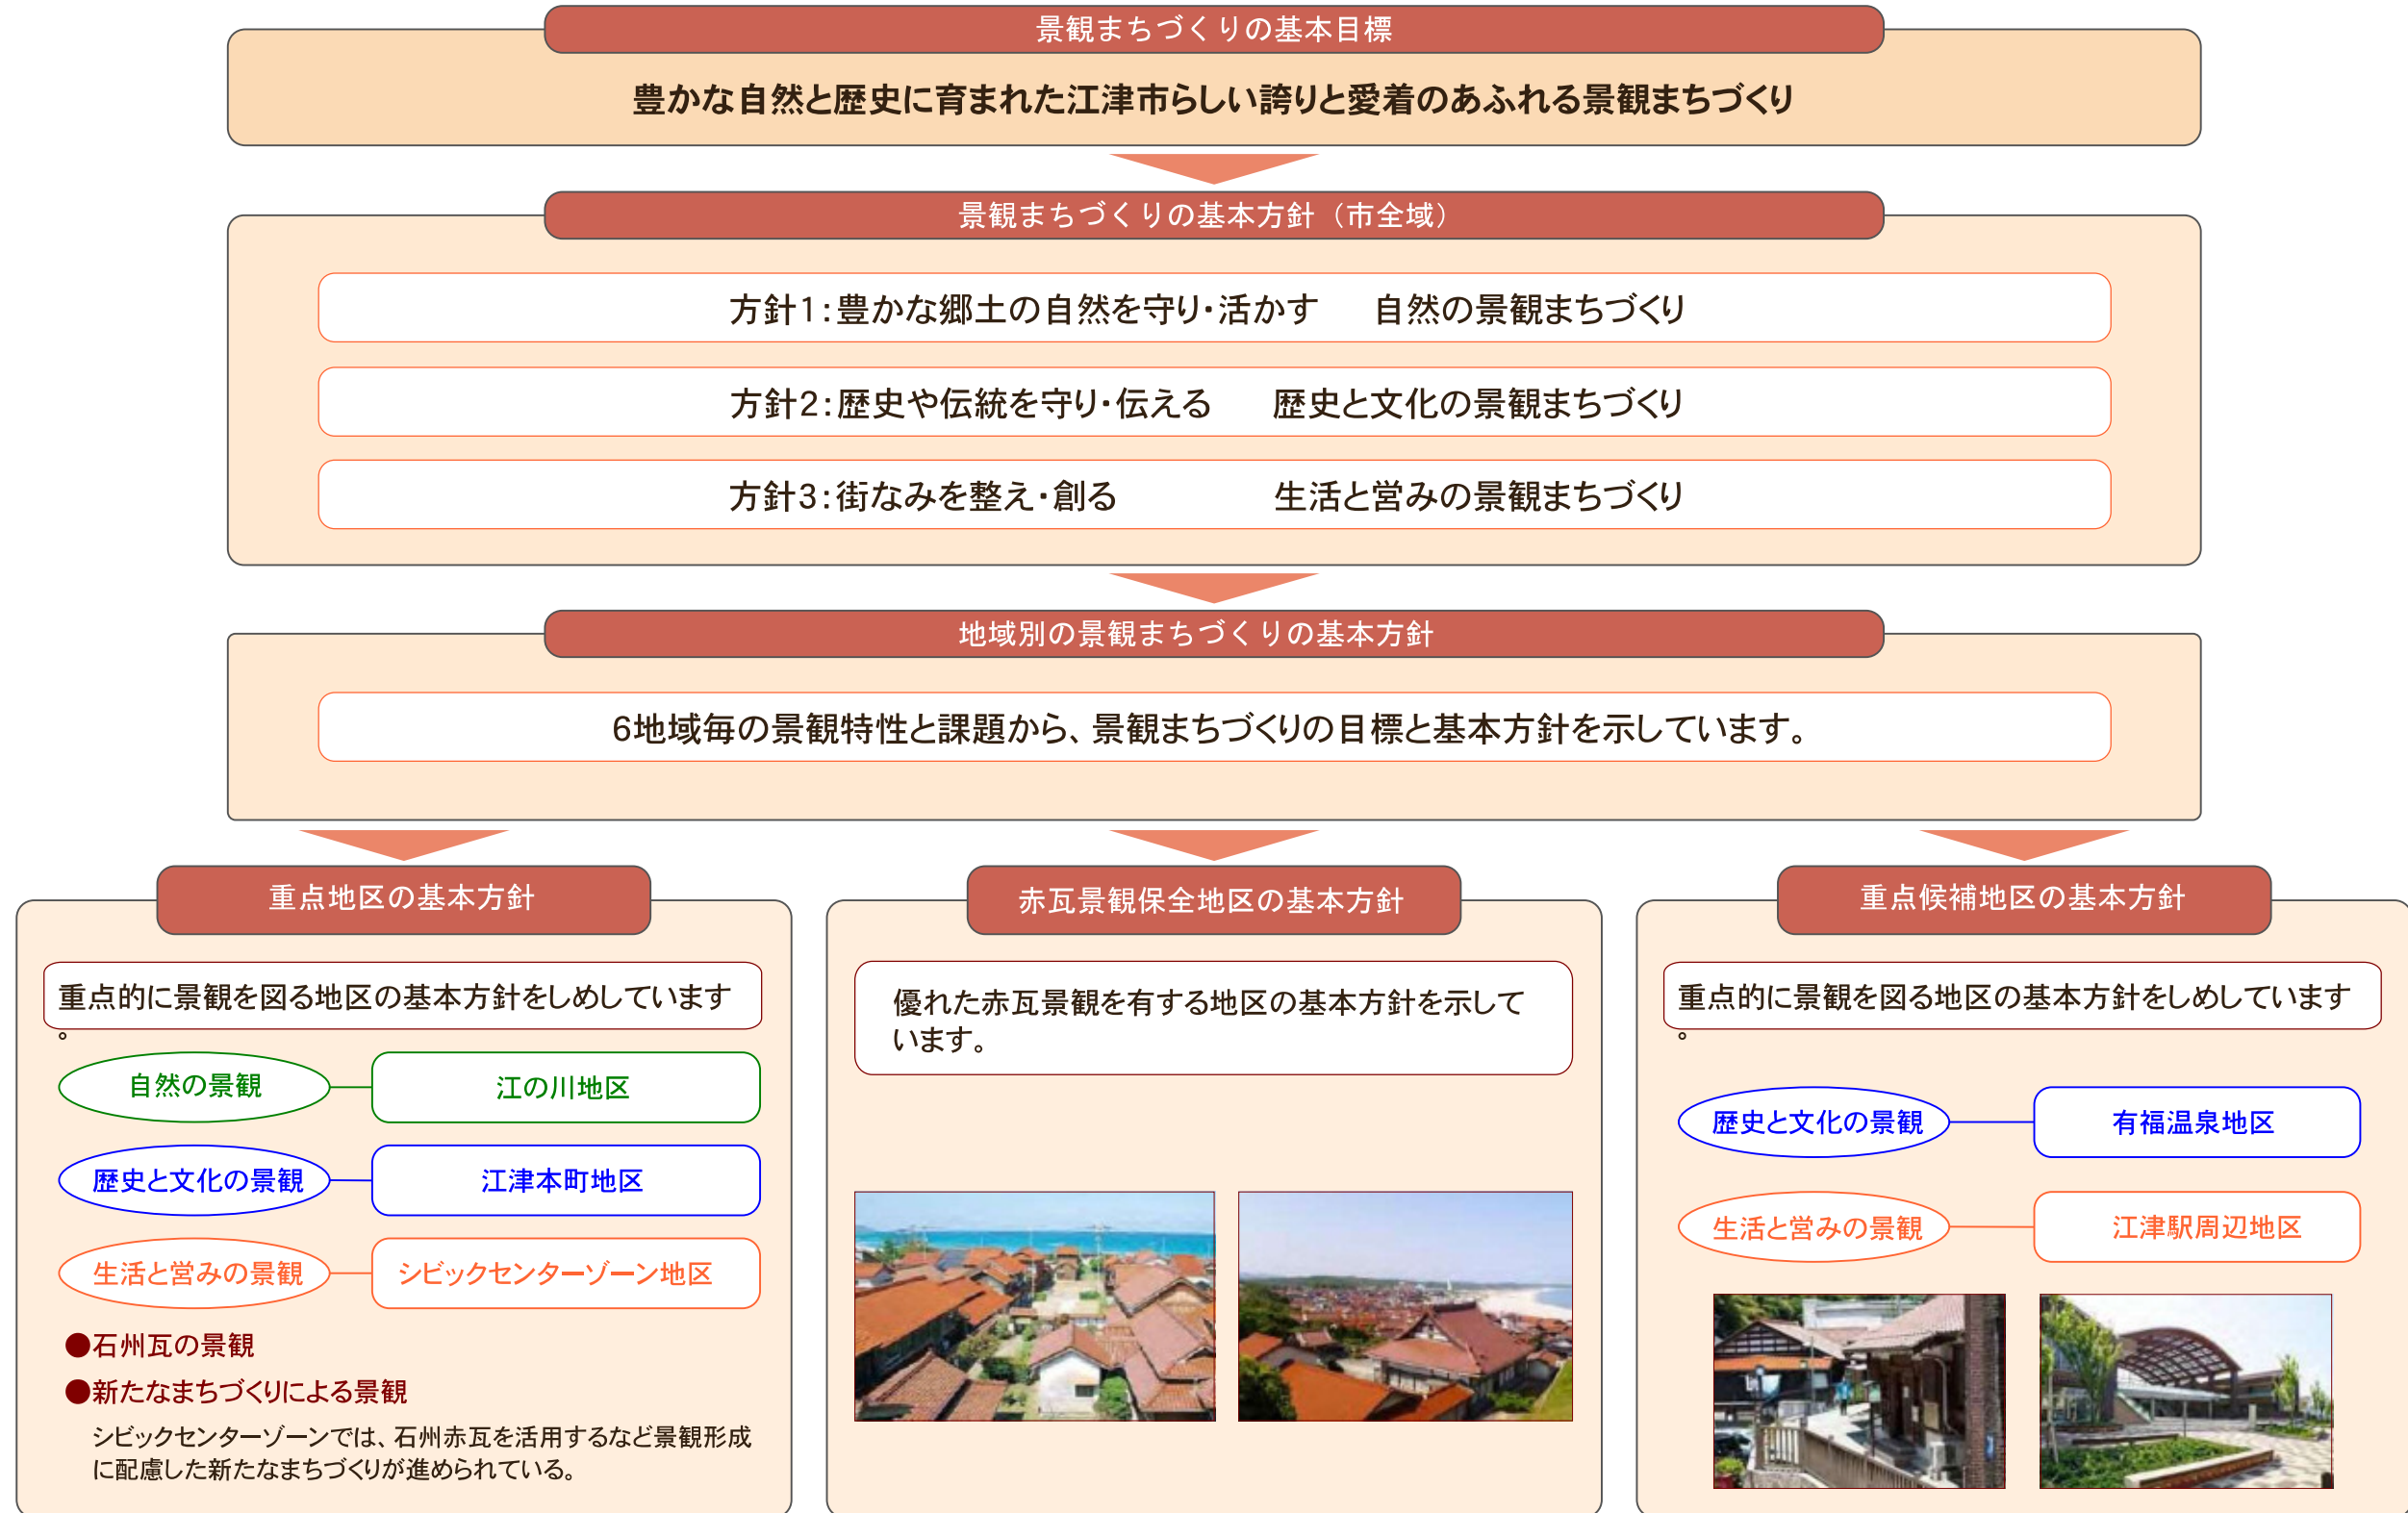 景観まちづくりの基本目標
豊かな自然と歴史に育まれた江津市らしい誇りと愛着のあふれる景観まちづくり
景観まちづくりの基本方針（市全域）
方針1：豊かな郷土の自然を守り・活かす　自然の景観まちづくり
方針2：歴史や伝統を守り・伝える　歴史と文化の景観まちづくり
方針3：街なみを整え・創る　生活と営みの景観まちづくり
地域別の景観まちづくりの基本方針
6地域毎の景観特性と課題から、景観まちづくりの目標と基本方針を示しています。
重点地区の基本方針
重点的に景観を図る地区の基本方針をしめしています
。
自然の景観
江の川地区
歴史と文化の景観
江津本町地区
生活と営みの景観
シビックセンターゾーン地区
●石州瓦の景観
●新たなまちづくりによる景観
シビックセンターゾーンでは、石州赤瓦を活用するなど景観形成
に配慮した新たなまちづくりが進められている。
赤瓦景観保全地区の基本方針
優れた赤瓦景観を有する地区の基本方針を示して
います。
重点候補地区の基本方針
重点的に景観を図る地区の基本方針をしめしています
。
歴史と文化の景観
有福温泉地区
生活と営みの景観
江津駅周辺地区